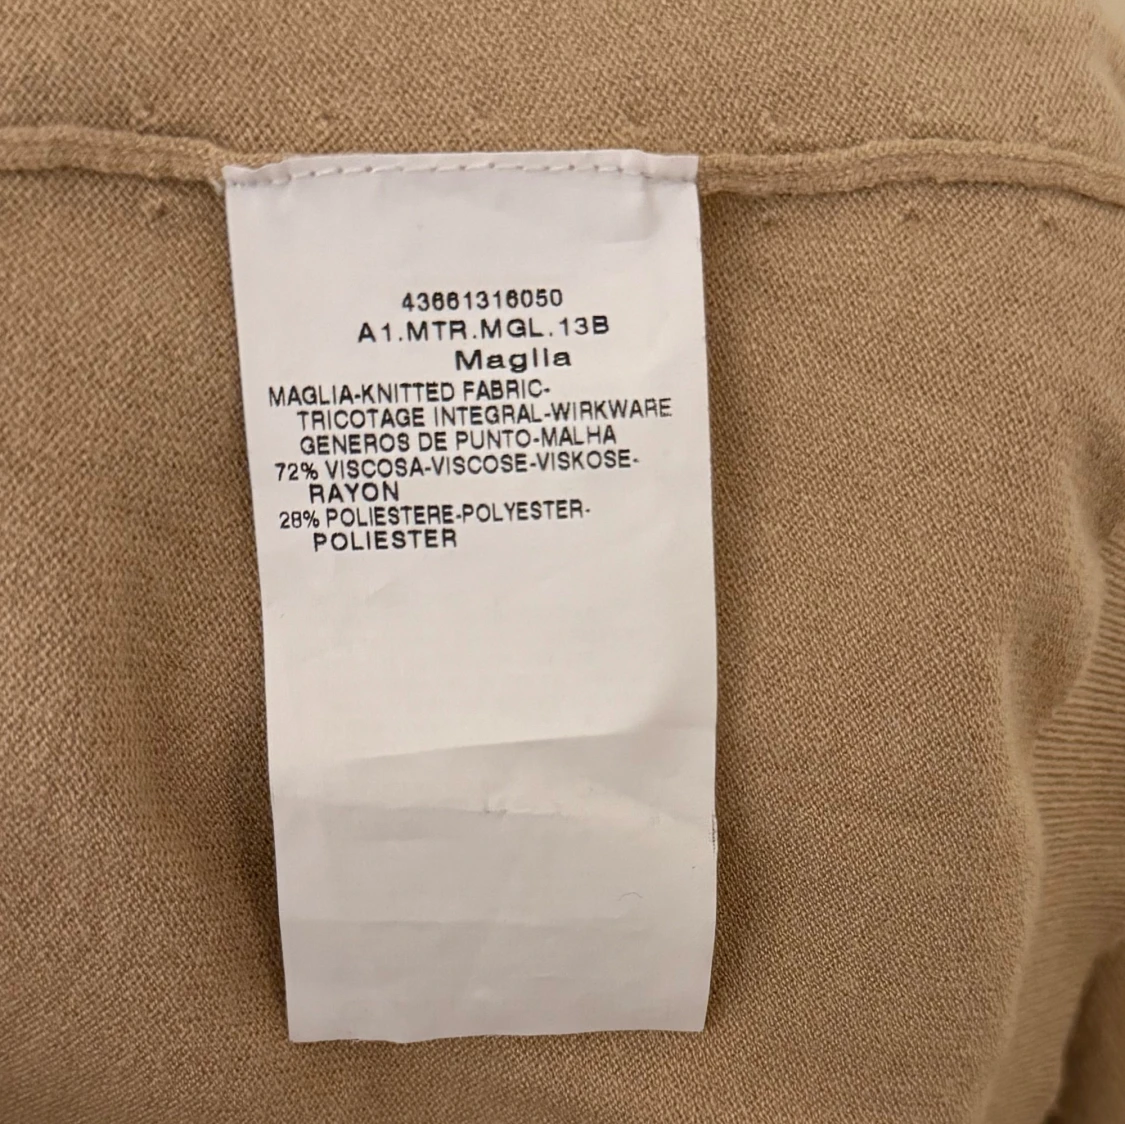 43661316050
A1.MTR.MGL.13B
Maglia
MAGLIA-KNITTED FABRIC-
TRICOTAGE INTEGRAL-WIRKWARE
GENEROS DE PUNTO-MALHA
72% VISCOSA-VISCOSE-VISKOSE-
RAYON
28% POLIESTERE-POLYESTER-
POLIESTER